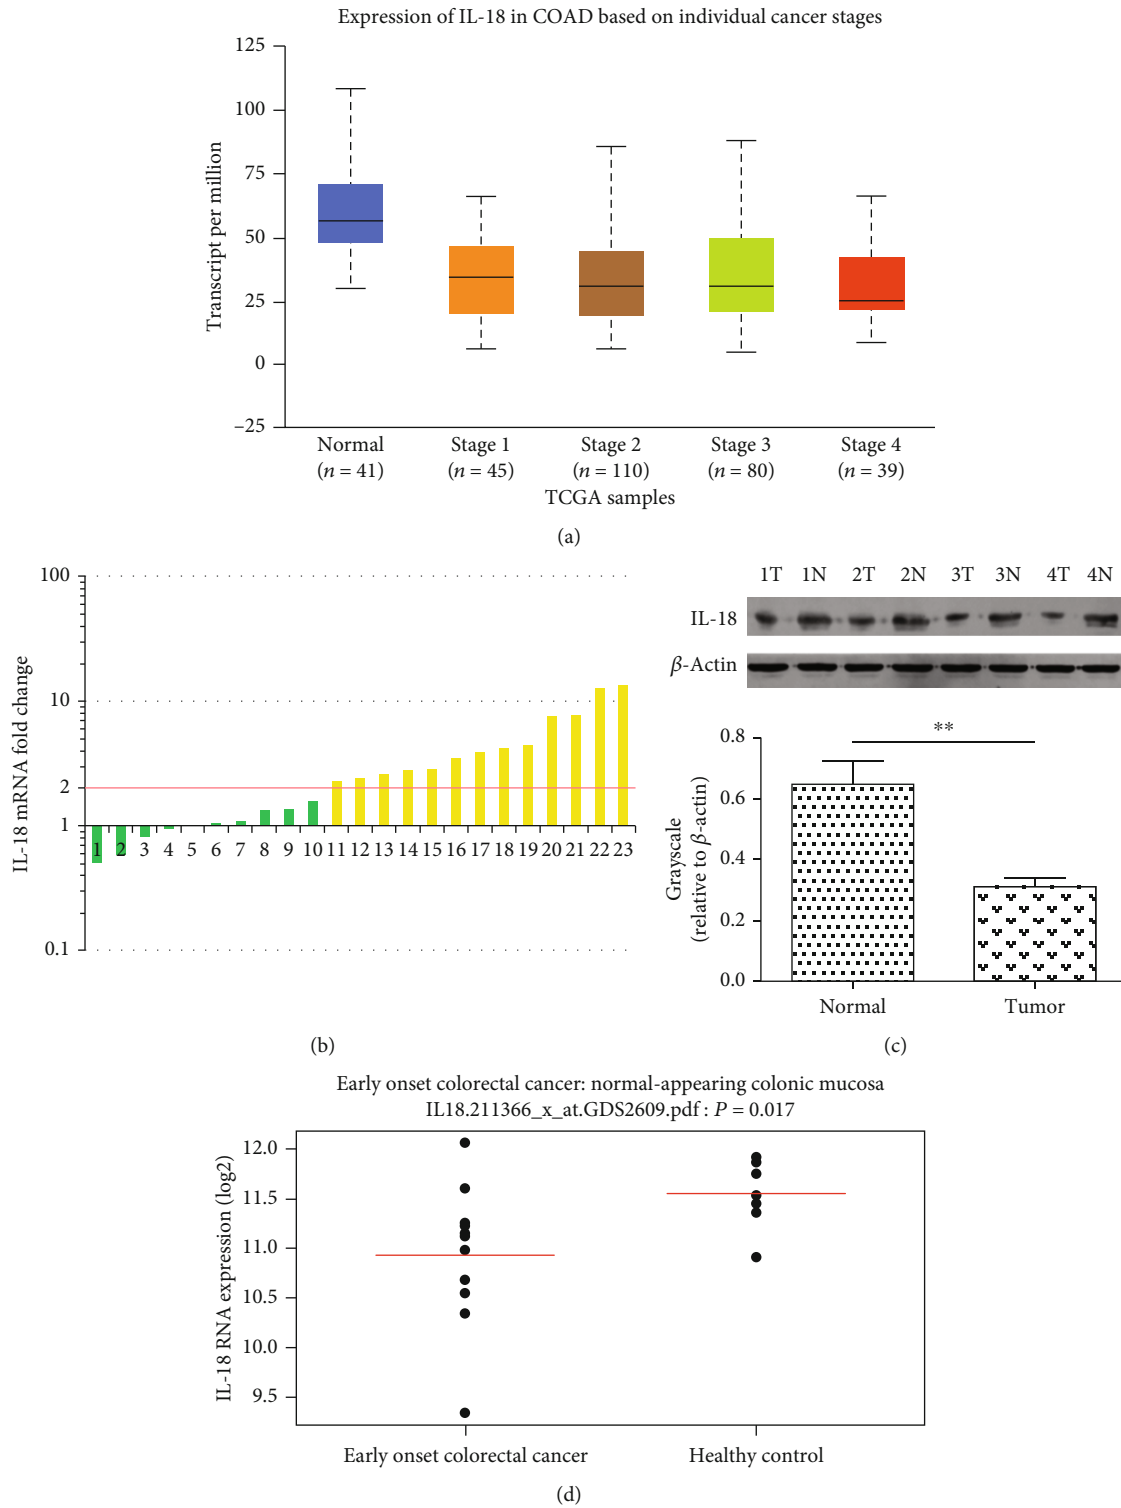 Expression of IL-18 in COAD based on individual cancer stages
Transcript per million
125
100
75
50
25
0
–25
Normal Stage 1 Stage 2 Stage 3 Stage 4
(n = 41) (n = 45) (n = 110) (n = 80) (n = 39)
TCGA samples
(a)
IL-18 mRNA fold change
100
10
2
1
0.1
1 2 3 4 5 6 7 8 9 10 11 12 13 14 15 16 17 18 19 20 21 22 23
(b)
1T 1N 2T 2N 3T 3N 4T 4N
IL-18
β-Actin
Grayscale
(relative to β-actin)
0.8
0.6
0.4
0.2
0.0
**
Normal Tumor
(c)
Early onset colorectal cancer: normal-appearing colonic mucosa
IL18.211366_x_at.GDS2609.pdf : P = 0.017
IL-18 RNA expression (log2)
12.0
11.5
11.0
10.5
10.0
9.5
Early onset colorectal cancer Healthy control
(d)